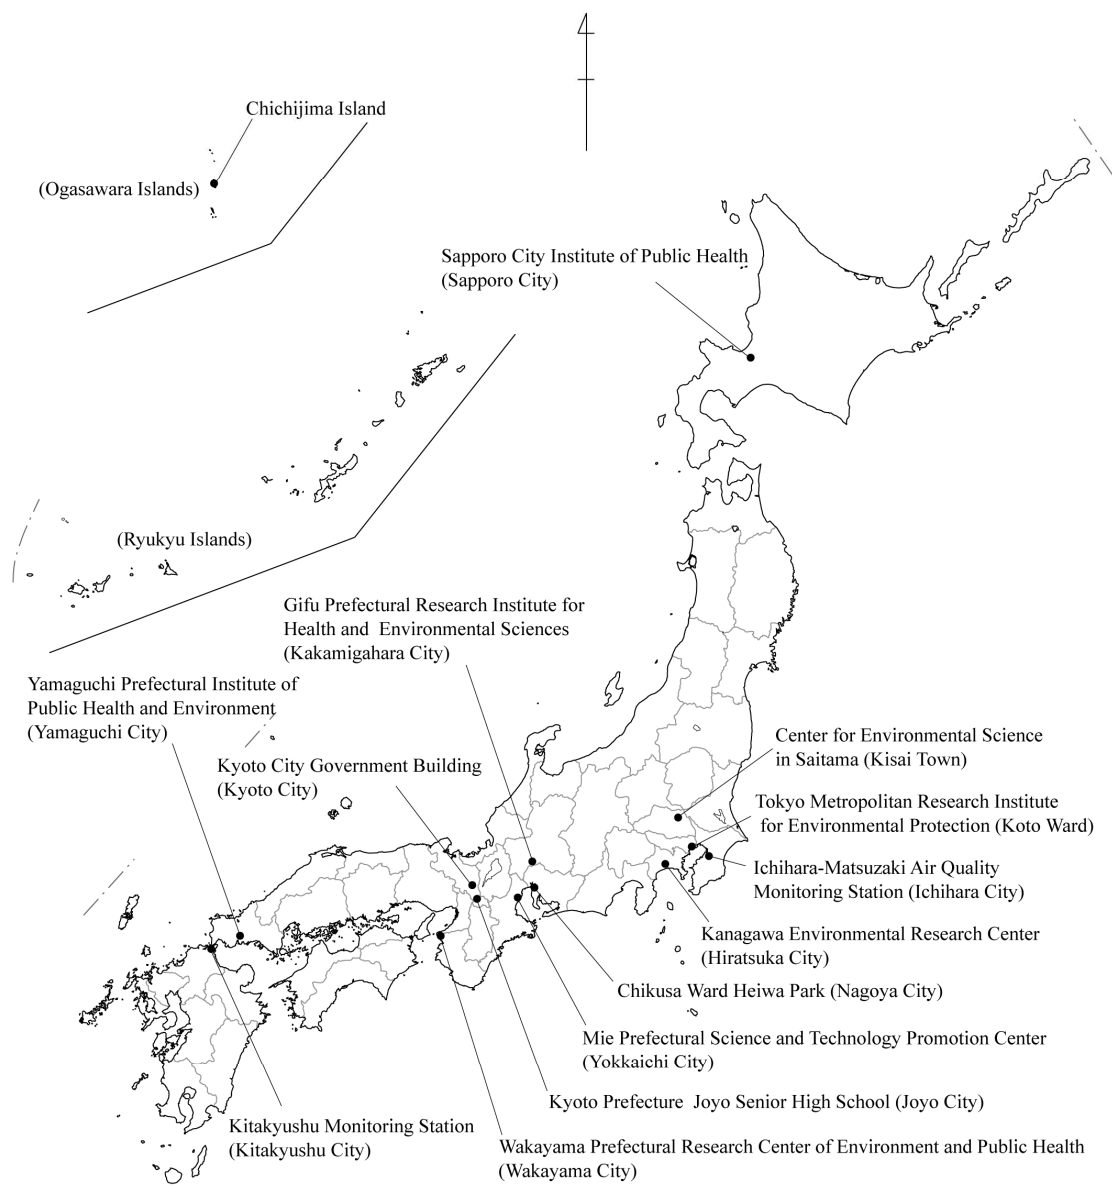 Chichijima Island
(Ogasawara Islands)
Sapporo City Institute of Public Health
(Sapporo City)
(Ryukyu Islands)
Gifu Prefectural Research Institute for
Health and Environmental Sciences
(Kakamigahara City)
Yamaguchi Prefectural Institute of
Public Health and Environment
(Yamaguchi City)
Kyoto City Government Building
(Kyoto City)
Center for Environmental Science
in Saitama (Kisai Town)
Tokyo Metropolitan Research Institute
for Environmental Protection (Koto Ward)
Ichihara-Matsuzaki Air Quality
Monitoring Station (Ichihara City)
Kanagawa Environmental Research Center
(Hiratsuka City)
Chikusa Ward Heiwa Park (Nagoya City)
Mie Prefectural Science and Technology Promotion Center
(Yokkaichi City)
Kyoto Prefecture Joyo Senior High School (Joyo City)
Kitakyushu Monitoring Station
(Kitakyushu City)
Wakayama Prefectural Research Center of Environment and Public Health
(Wakayama City)